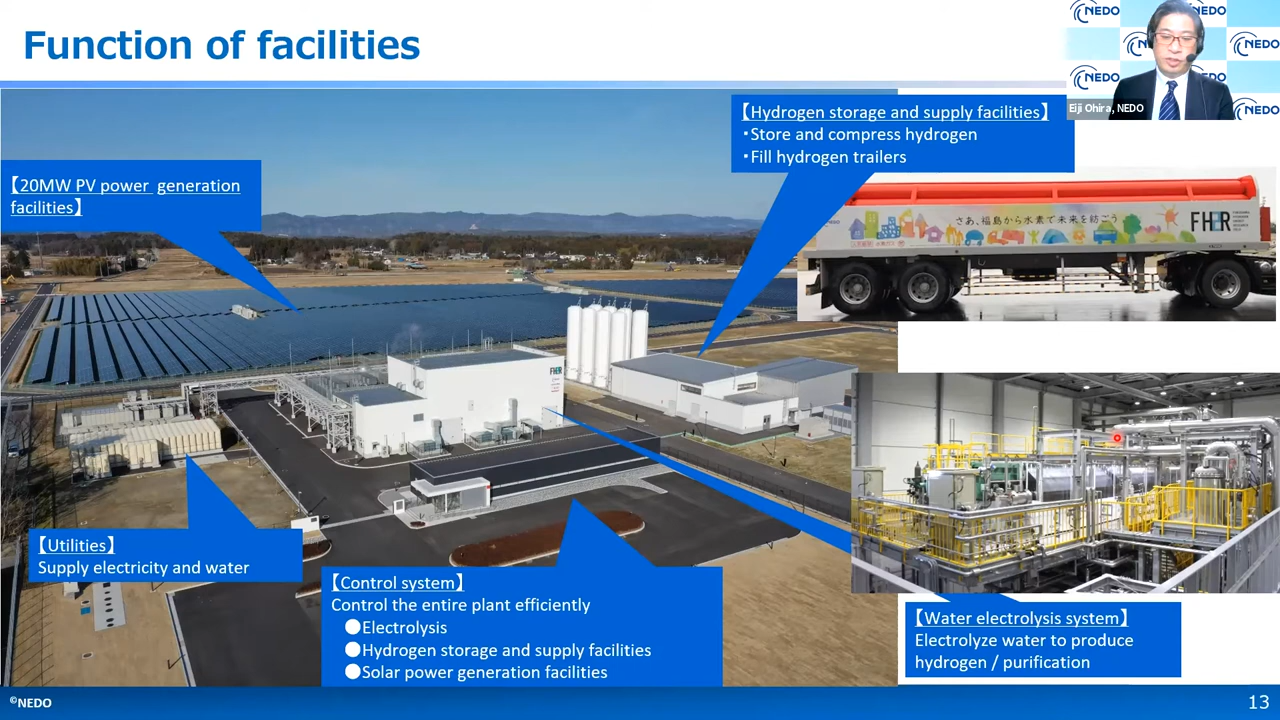 Function of facilities
NEDO
NEDO
NEDO
NEDO
NEDO
NEDO
Eiji Ohira, NEDO
【Hydrogen storage and supply facilities】
・Store and compress hydrogen
・Fill hydrogen trailers
【20MW PV power generation
facilities】
さあ、福島から水素で未来を紡ごう
FH2R
FH2R
【Utilities】
Supply electricity and water
【Control system】
Control the entire plant efficiently
●Electrolysis
●Hydrogen storage and supply facilities
●Solar power generation facilities
【Water electrolysis system】
Electrolyze water to produce
hydrogen / purification
©NEDO
13